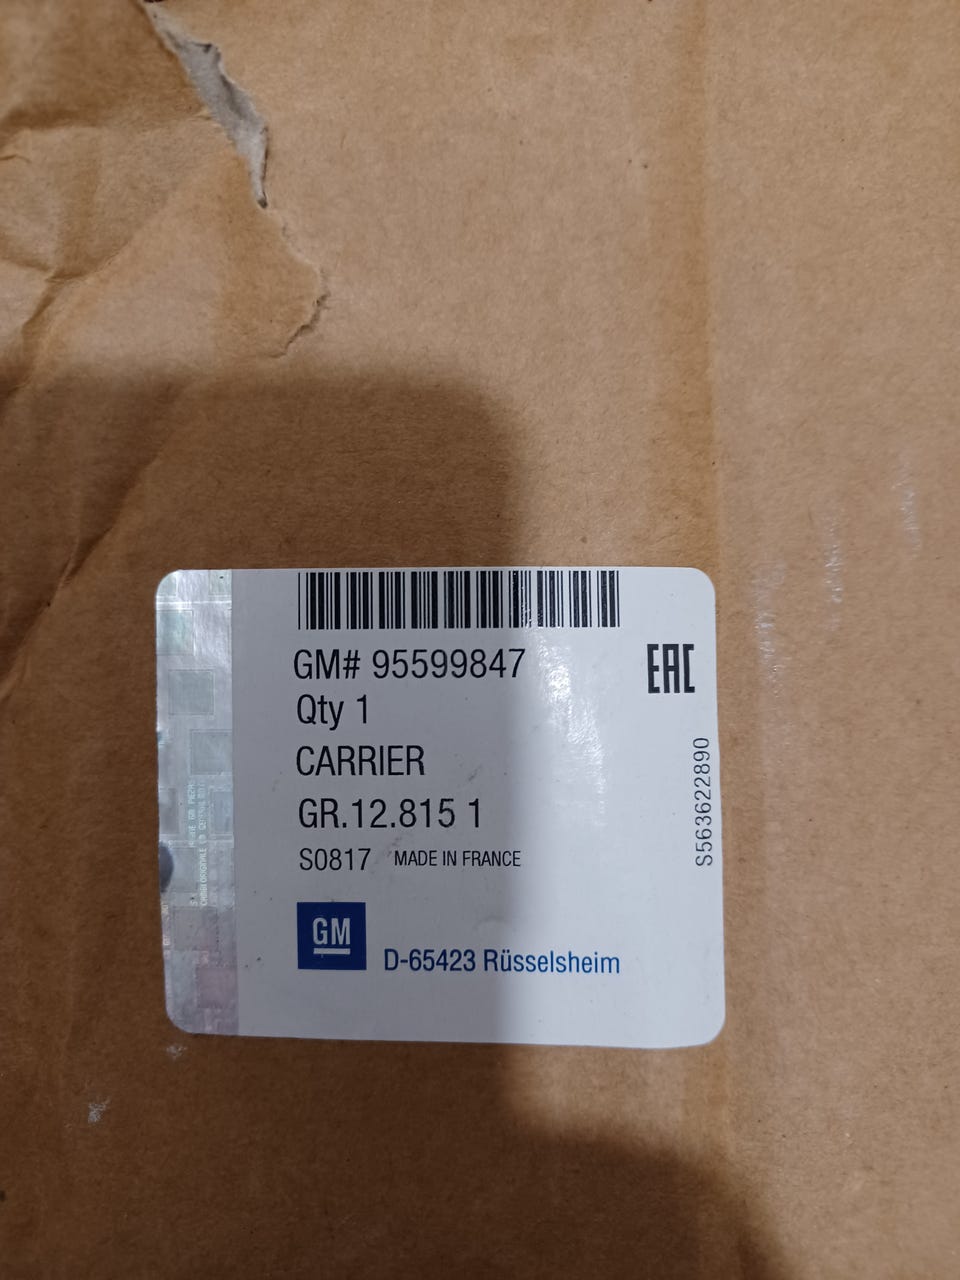 GM# 95599847
EAC
Qty 1
CARRIER
GR.12.815 1
S0817 MADE IN FRANCE
S563622890
GM
D-65423 Rüsselsheim